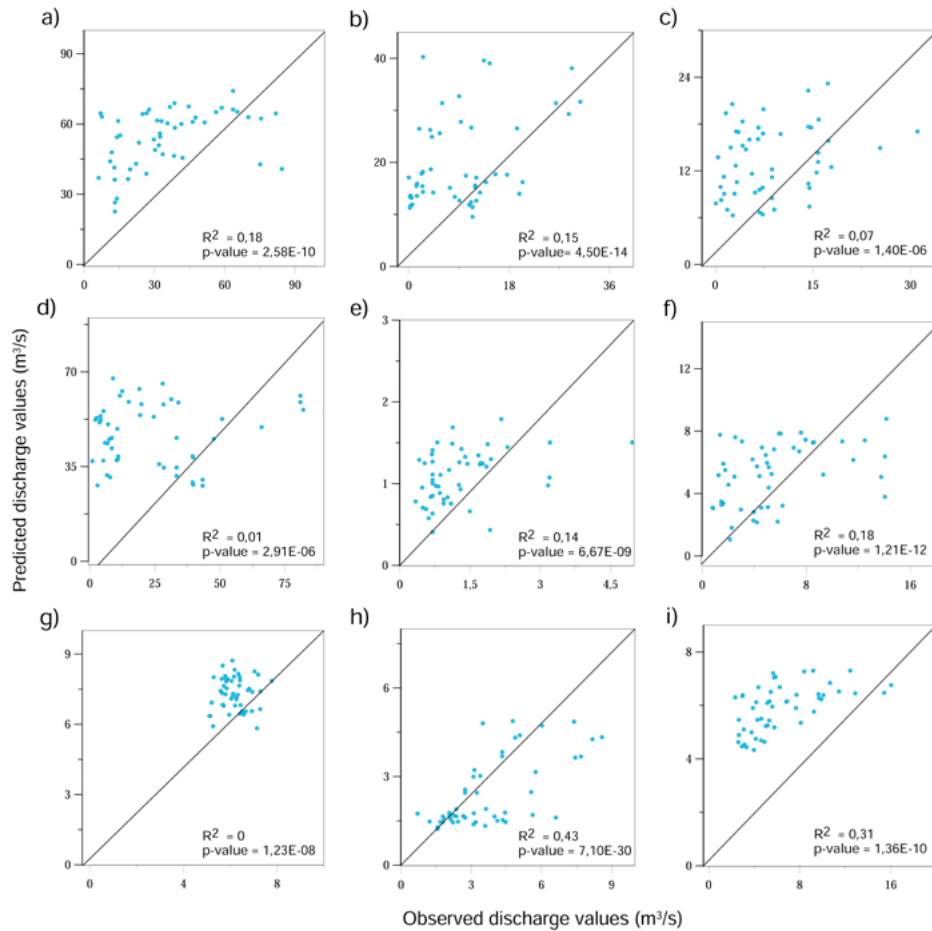 a)
90
60
30
0
0
30
60
90
R² = 0,18
p-value = 2,58E-10
b)
40
20
0
0
18
36
R² = 0,15
p-value= 4,50E-14
c)
24
12
0
0
15
31
R² = 0,07
p-value = 1,40E-06
d)
70
35
0
0
25
50
75
R² = 0,01
p-value = 2,91E-06
e)
3
2
1
0
0
1,5
3,0
4,5
R² = 0,14
p-value = 6,67E-09
f)
12
8
4
0
0
8
16
R² = 0,18
p-value = 1,21E-12
g)
9
6
3
0
0
4
8
R² = 0
p-value = 1,23E-08
h)
6
3
0
0
3
6
9
R² = 0,43
p-value = 7,10E-30
i)
8
4
0
0
8
16
R² = 0,31
p-value = 1,36E-10
Predicted discharge values (m³/s)
Observed discharge values (m³/s)